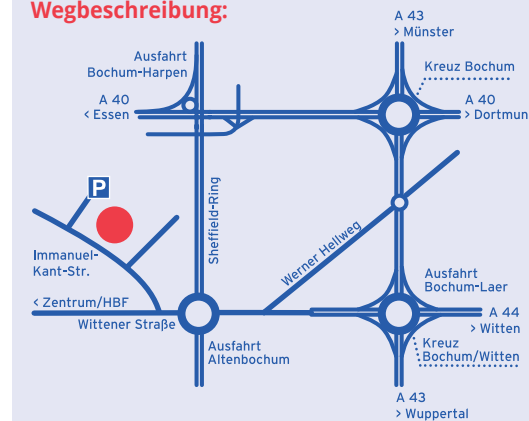 Wegbeschreibung:
A 43
> Münster
Ausfahrt
Bochum-Harpen
Kreuz Bochum
A 40
< Essen
A 40
> Dortmun
P
Sheffield-Ring
Werner Hellweg
Immanuel-
Kant-Str.
< Zentrum/HBF
Wittener Straße
Ausfahrt
Bochum-Laer
A 44
> Witten
Ausfahrt
Altenbochum
Kreuz
Bochum/Witten
A 43
> Wuppertal